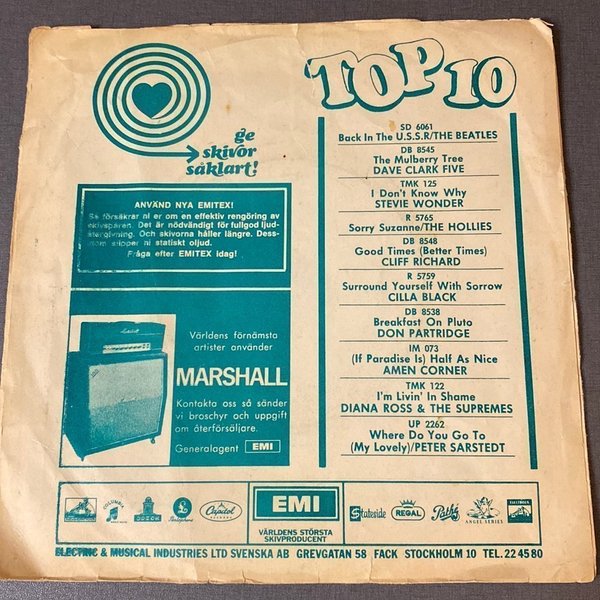 ge
skivor
såklart!
ANVÄND NYA EMITEX!
Se försäkrar ni er om en effektiv rengöring av
skivspåren. Det är nödvändigt för fullgod ljud-
återgivning. Och skivorna håller längre. Dess-
utom slipper ni statiskt oljud.
Fråga efter EMITEX idag!
Världens förnämsta
artister använder
MARSHALL
Kontakta oss så sänder
vi broschyr och uppgift
om återförsäljare.
Generalagent EMI
TOP 10
SD 6061
Back In The U.S.S.R/THE BEATLES
DB 8545
The Mulberry Tree
DAVE CLARK FIVE
TMK 125
I Don't Know Why
STEVIE WONDER
R 5765
Sorry Suzanne/THE HOLLIES
DB 8548
Good Times (Better Times)
CLIFF RICHARD
R 5759
Surround Yourself With Sorrow
CILLA BLACK
DB 8538
Breakfast On Pluto
DON PARTRIDGE
IM 073
(If Paradise Is) Half As Nice
AMEN CORNER
TMK 122
I'm Livin' In Shame
DIANA ROSS & THE SUPREMES
UP 2262
Where Do You Go To
(My Lovely)/PETER SARSTEDT
COLUMBIA
ODEON
Parlophone
Capitol
EMI
VÄRLDENS STÖRSTA
SKIVPRODUCENT
Stateside
REGAL
Pathé
ANGEL SERIES
ELECTRIC & MUSICAL INDUSTRIES LTD SVENSKA AB GREVGATAN 58 FACK STOCKHOLM 10 TEL. 22 45 80